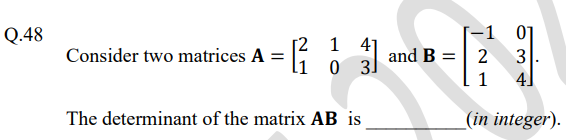 Q.48
Consider two matrices A = [2 1 4; 1 0 3] and B = [-1 0; 2 3; 1 4].
The determinant of the matrix AB is __________ (in integer).